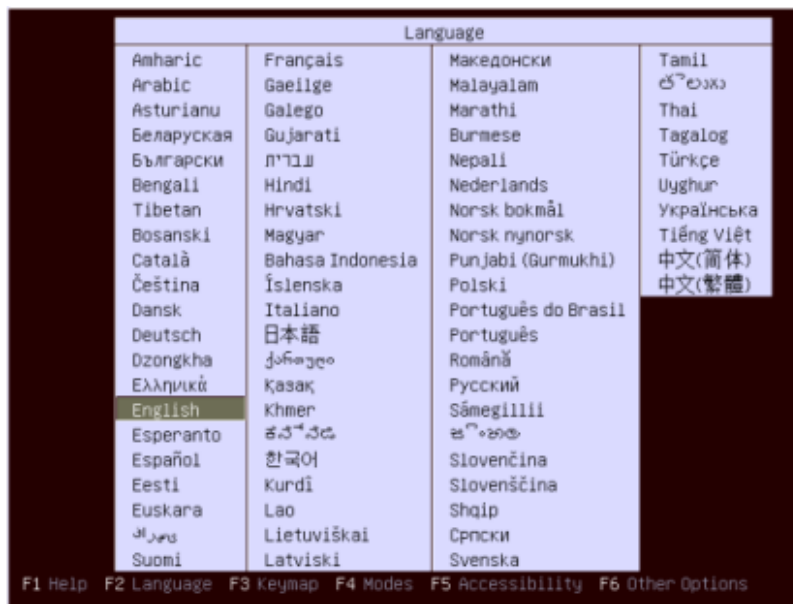 Language
Amharic
Arabic
Asturianu
Беларуская
Български
Bengali
Tibetan
Bosanski
Català
Čeština
Dansk
Deutsch
Dzongkha
Ελληνικά
English
Esperanto
Español
Eesti
Euskara
Suomi
Français
Gaeilge
Galego
Gujarati
עברית
Hindi
Hrvatski
Magyar
Bahasa Indonesia
Íslenska
Italiano
日本語
ქართული
Қазақ
Khmer
한국어
Kurdî
Lao
Lietuviškai
Latviski
Македонски
Malayalam
Marathi
Burmese
Nepali
Nederlands
Norsk bokmål
Norsk nynorsk
Punjabi (Gurmukhi)
Polski
Português do Brasil
Português
Română
Русский
Sámegillii
Slovenčina
Slovenščina
Shqip
Српски
Svenska
Tamil
Thai
Tagalog
Türkçe
Uyghur
Українська
Tiếng Việt
中文(简体)
中文(繁體)
F1 Help F2 Language F3 Keymap F4 Modes F5 Accessibility F6 Other Options